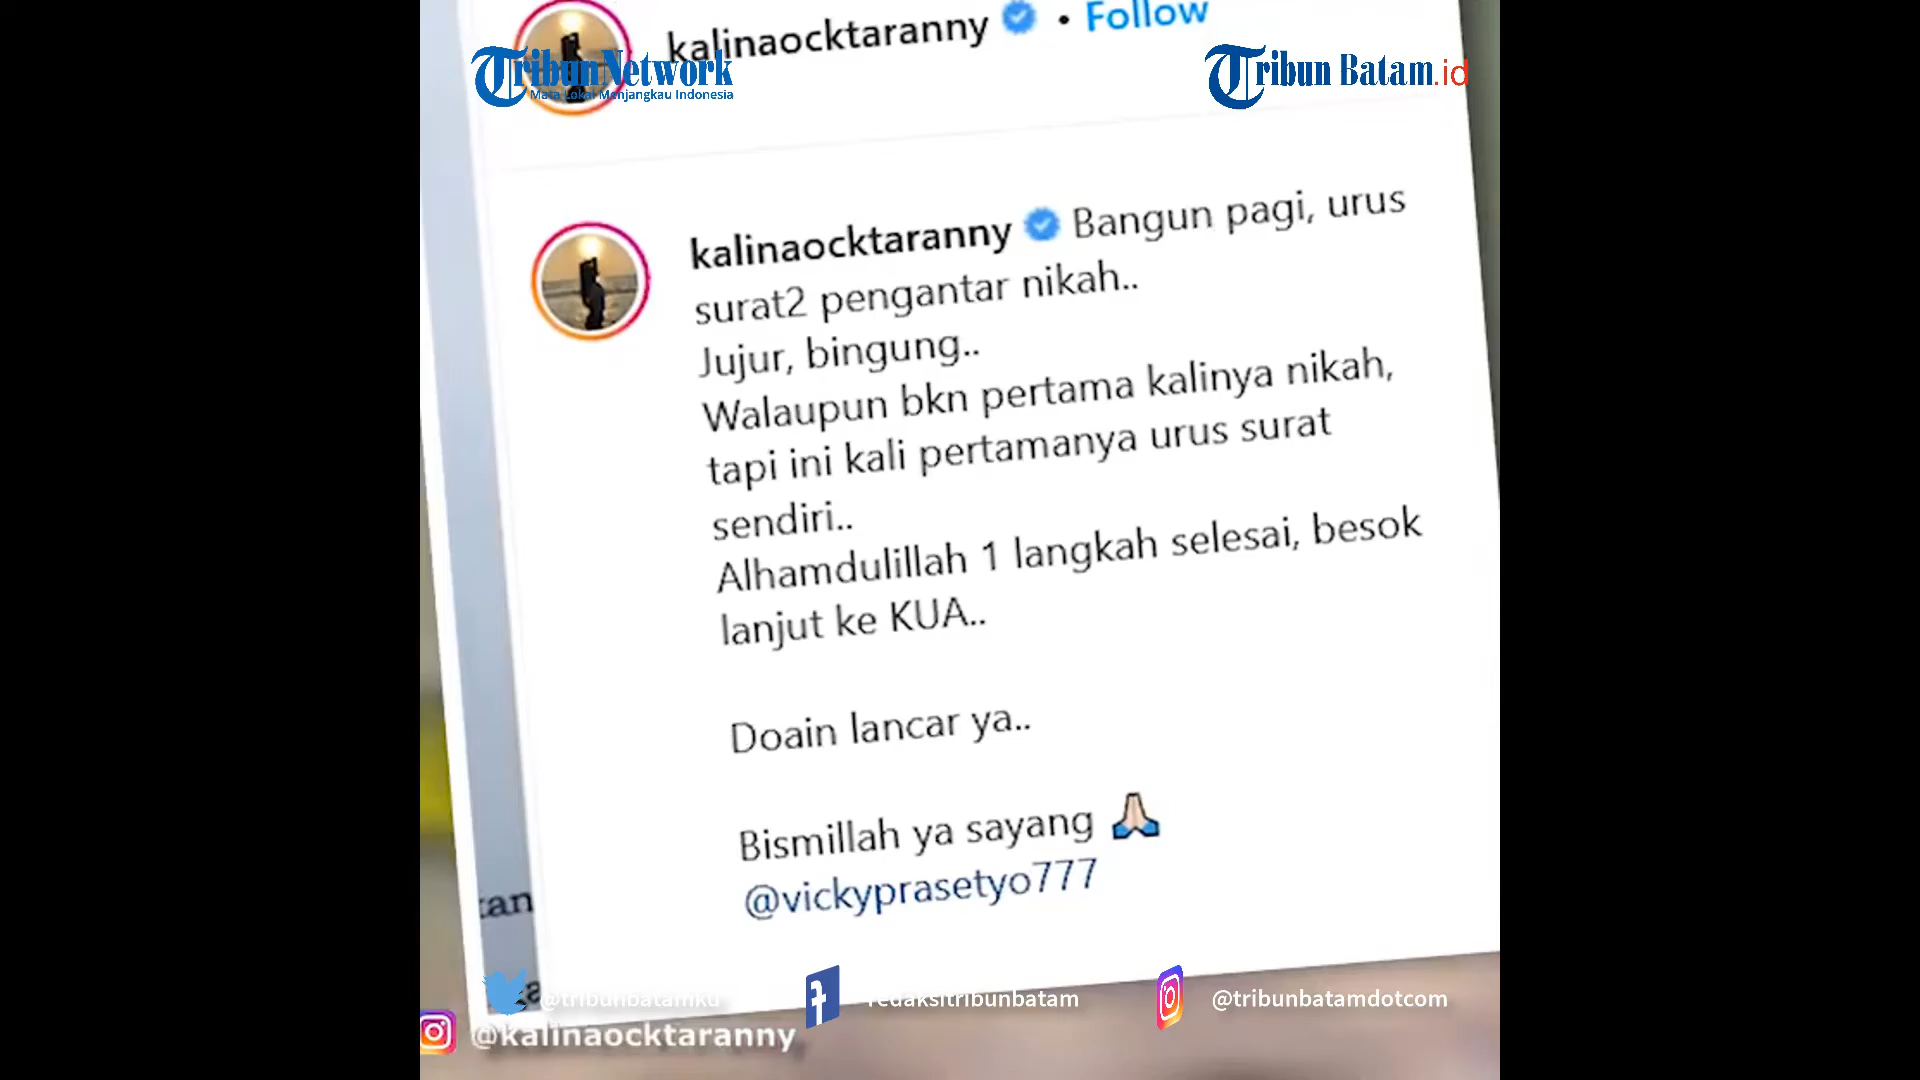 kalinaocktaranny • Follow
Tribun Network
Mata Lokal Menjangkau Indonesia
Tribun Batam.id
kalinaocktaranny Bangun pagi, urus
surat2 pengantar nikah..
Jujur, bingung..
Walaupun bkn pertama kalinya nikah,
tapi ini kali pertamanya urus surat
sendiri..
Alhamdulillah 1 langkah selesai, besok
lanjut ke KUA..
Doain lancar ya..
Bismillah ya sayang 🙏🏻
@vickyprasetyo777
@tribunbatamku
redaksitribunbatam
@tribunbatamdotcom
@kalinaocktaranny